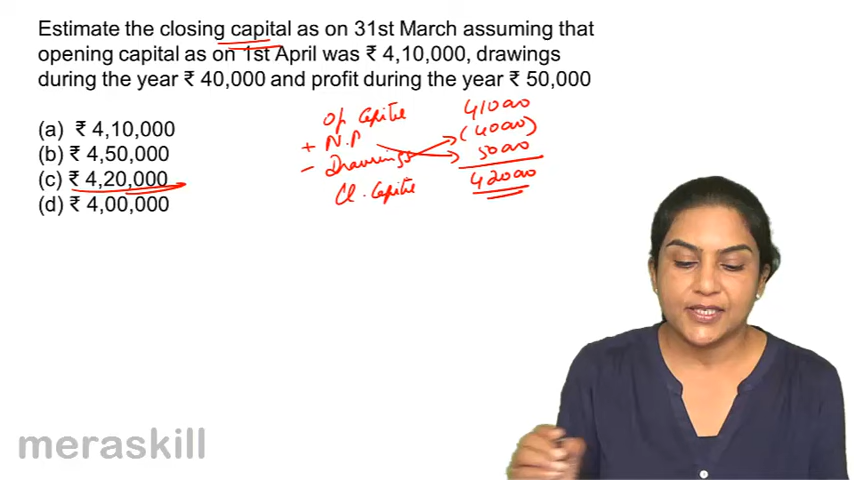 Estimate the closing capital as on 31st March assuming that
opening capital as on 1st April was ₹ 4,10,000, drawings
during the year ₹ 40,000 and profit during the year ₹ 50,000
(a) ₹ 4,10,000
(b) ₹ 4,50,000
(c) ₹ 4,20,000
(d) ₹ 4,00,000
Op Capital 410000
+ N.P (40000)
- Drawings 50000
Cl. Capital 420000
meraskill